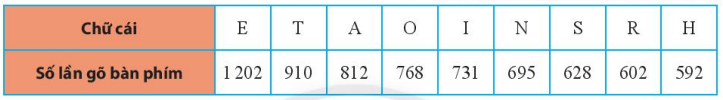 Chữ cái E T A O I N S R H
Số lần gõ bàn phím 1 202 910 812 768 731 695 628 602 592